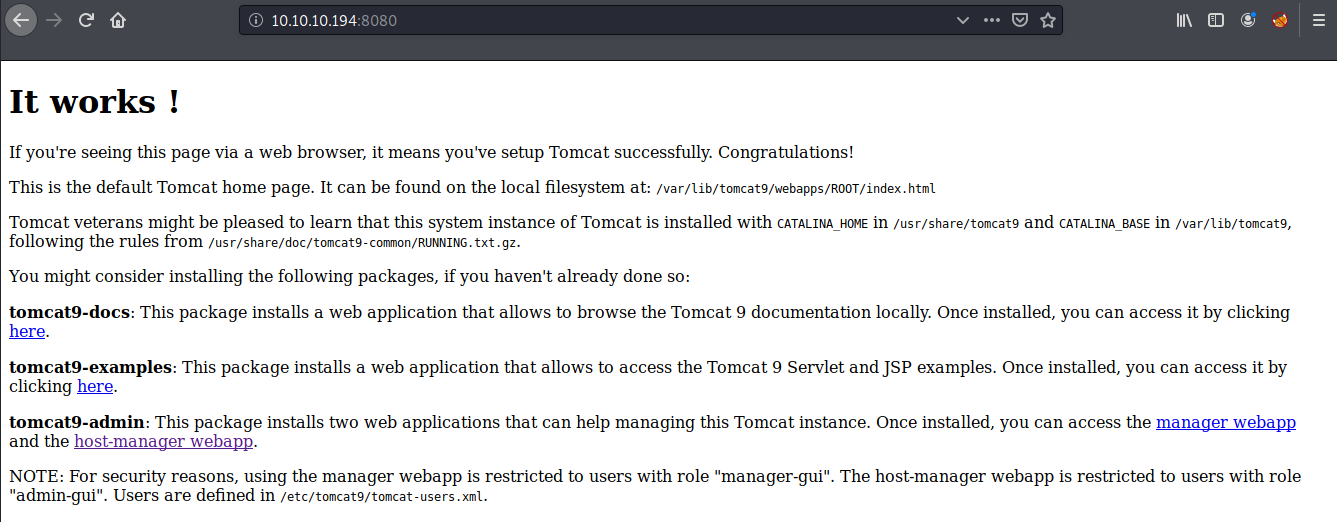 10.10.10.194:8080
It works !
If you're seeing this page via a web browser, it means you've setup Tomcat successfully. Congratulations!
This is the default Tomcat home page. It can be found on the local filesystem at: /var/lib/tomcat9/webapps/ROOT/index.html
Tomcat veterans might be pleased to learn that this system instance of Tomcat is installed with CATALINA_HOME in /usr/share/tomcat9 and CATALINA_BASE in /var/lib/tomcat9,
following the rules from /usr/share/doc/tomcat9-common/RUNNING.txt.gz.
You might consider installing the following packages, if you haven't already done so:
tomcat9-docs: This package installs a web application that allows to browse the Tomcat 9 documentation locally. Once installed, you can access it by clicking
here.
tomcat9-examples: This package installs a web application that allows to access the Tomcat 9 Servlet and JSP examples. Once installed, you can access it by
clicking here.
tomcat9-admin: This package installs two web applications that can help managing this Tomcat instance. Once installed, you can access the manager webapp
and the host-manager webapp.
NOTE: For security reasons, using the manager webapp is restricted to users with role "manager-gui". The host-manager webapp is restricted to users with role
"admin-gui". Users are defined in /etc/tomcat9/tomcat-users.xml.